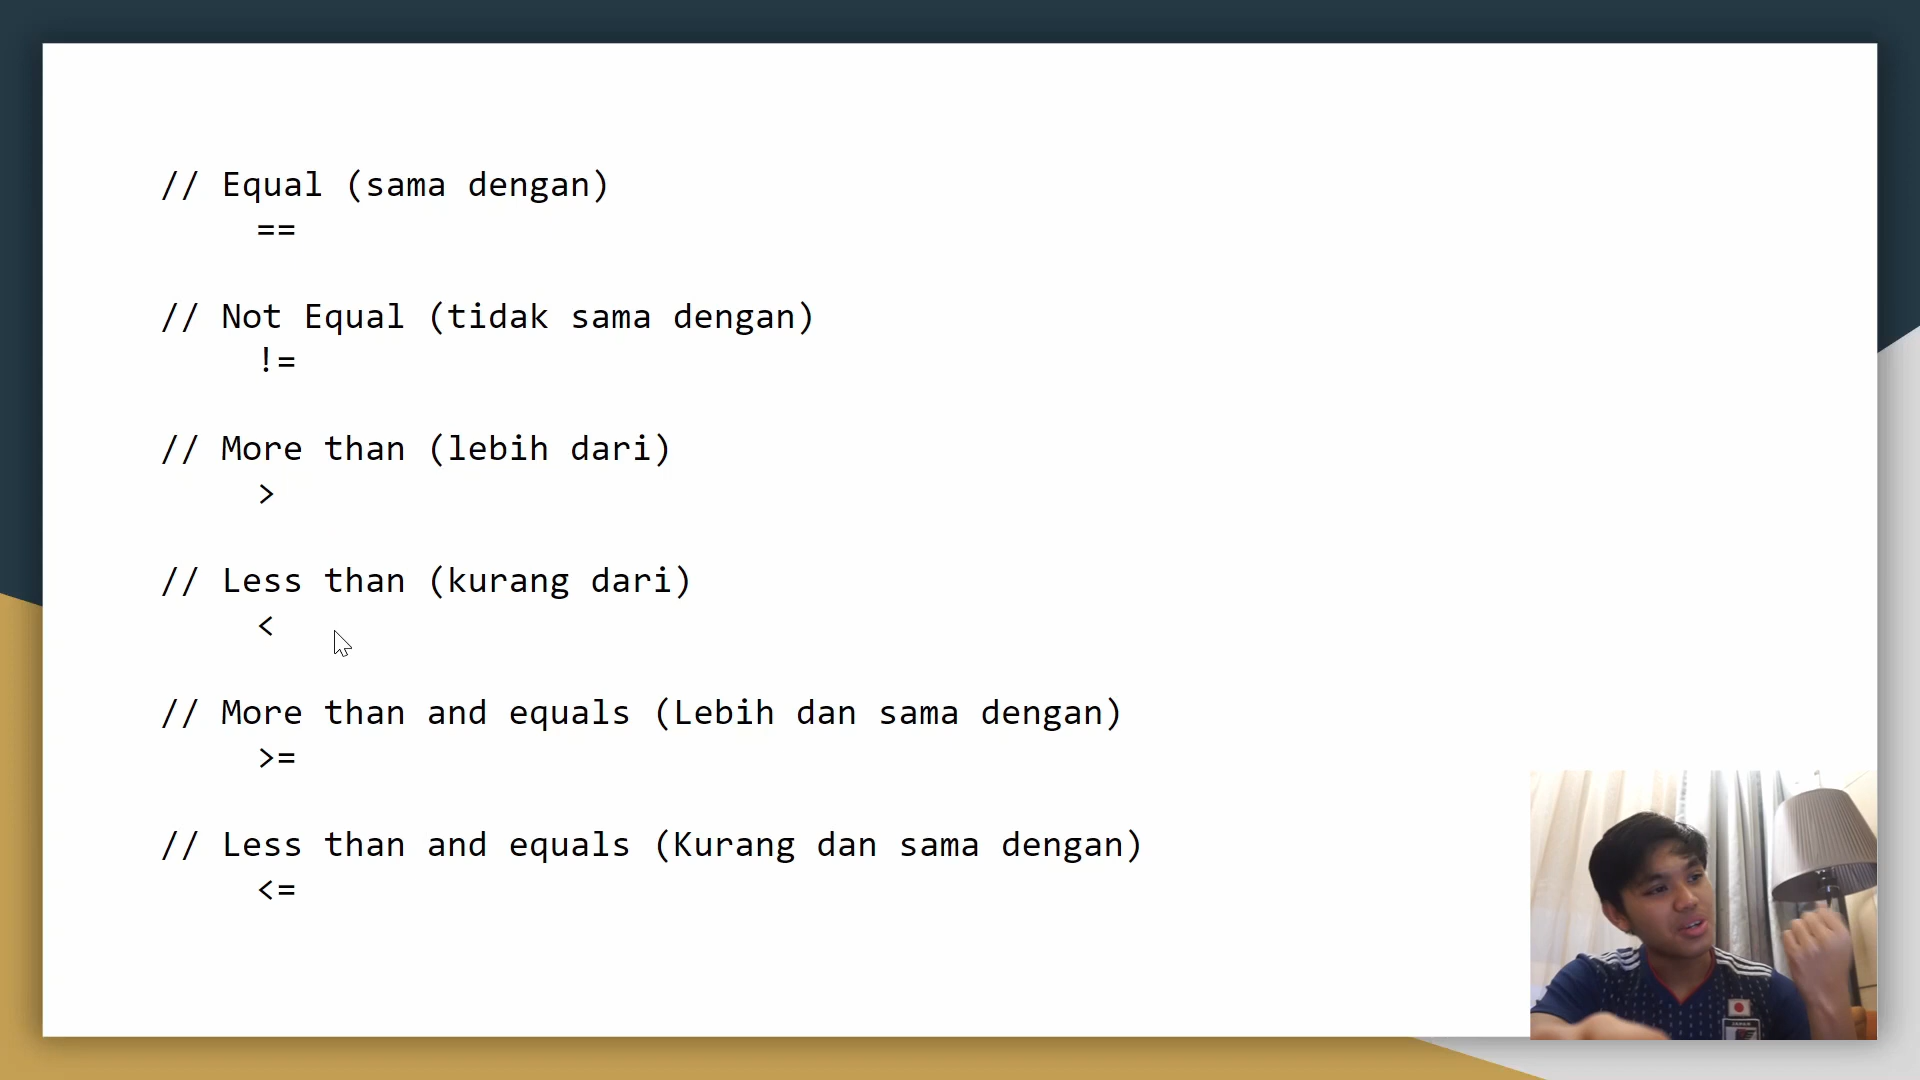 // Equal (sama dengan)
==
// Not Equal (tidak sama dengan)
!=
// More than (lebih dari)
>
// Less than (kurang dari)
<
// More than and equals (Lebih dan sama dengan)
>=
// Less than and equals (Kurang dan sama dengan)
<=
JAPAN